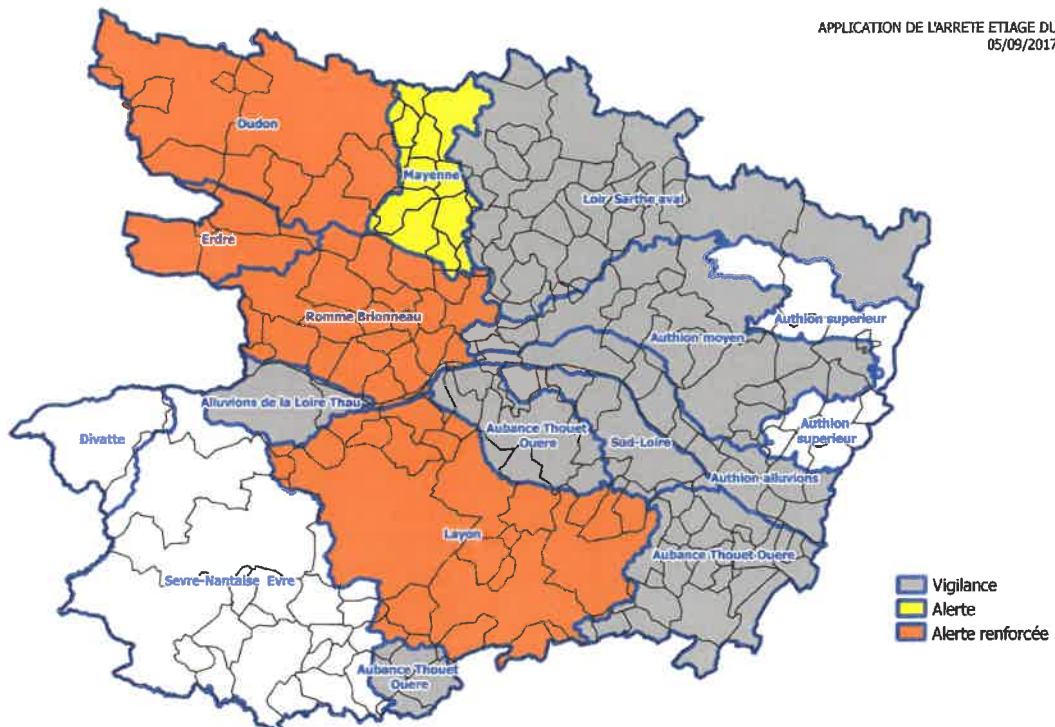 APPLICATION DE L'ARRETE ETIAGE DU
05/09/2017
Oudon
Mayenne
Loir Sarthe aval
Erdre
Romme Brionneau
Authion superieur
Authion moyen
Alluvions de la Loire Thau
Divatte
Aubance Thouet
Ouere
Sud-Loire
Authion
superieur
Authion alluvions
Layon
Aubance Thouet Ouere
Sevre-Nantaise Evre
Aubance Thouet
Ouere
Vigilance
Alerte
Alerte renforcée